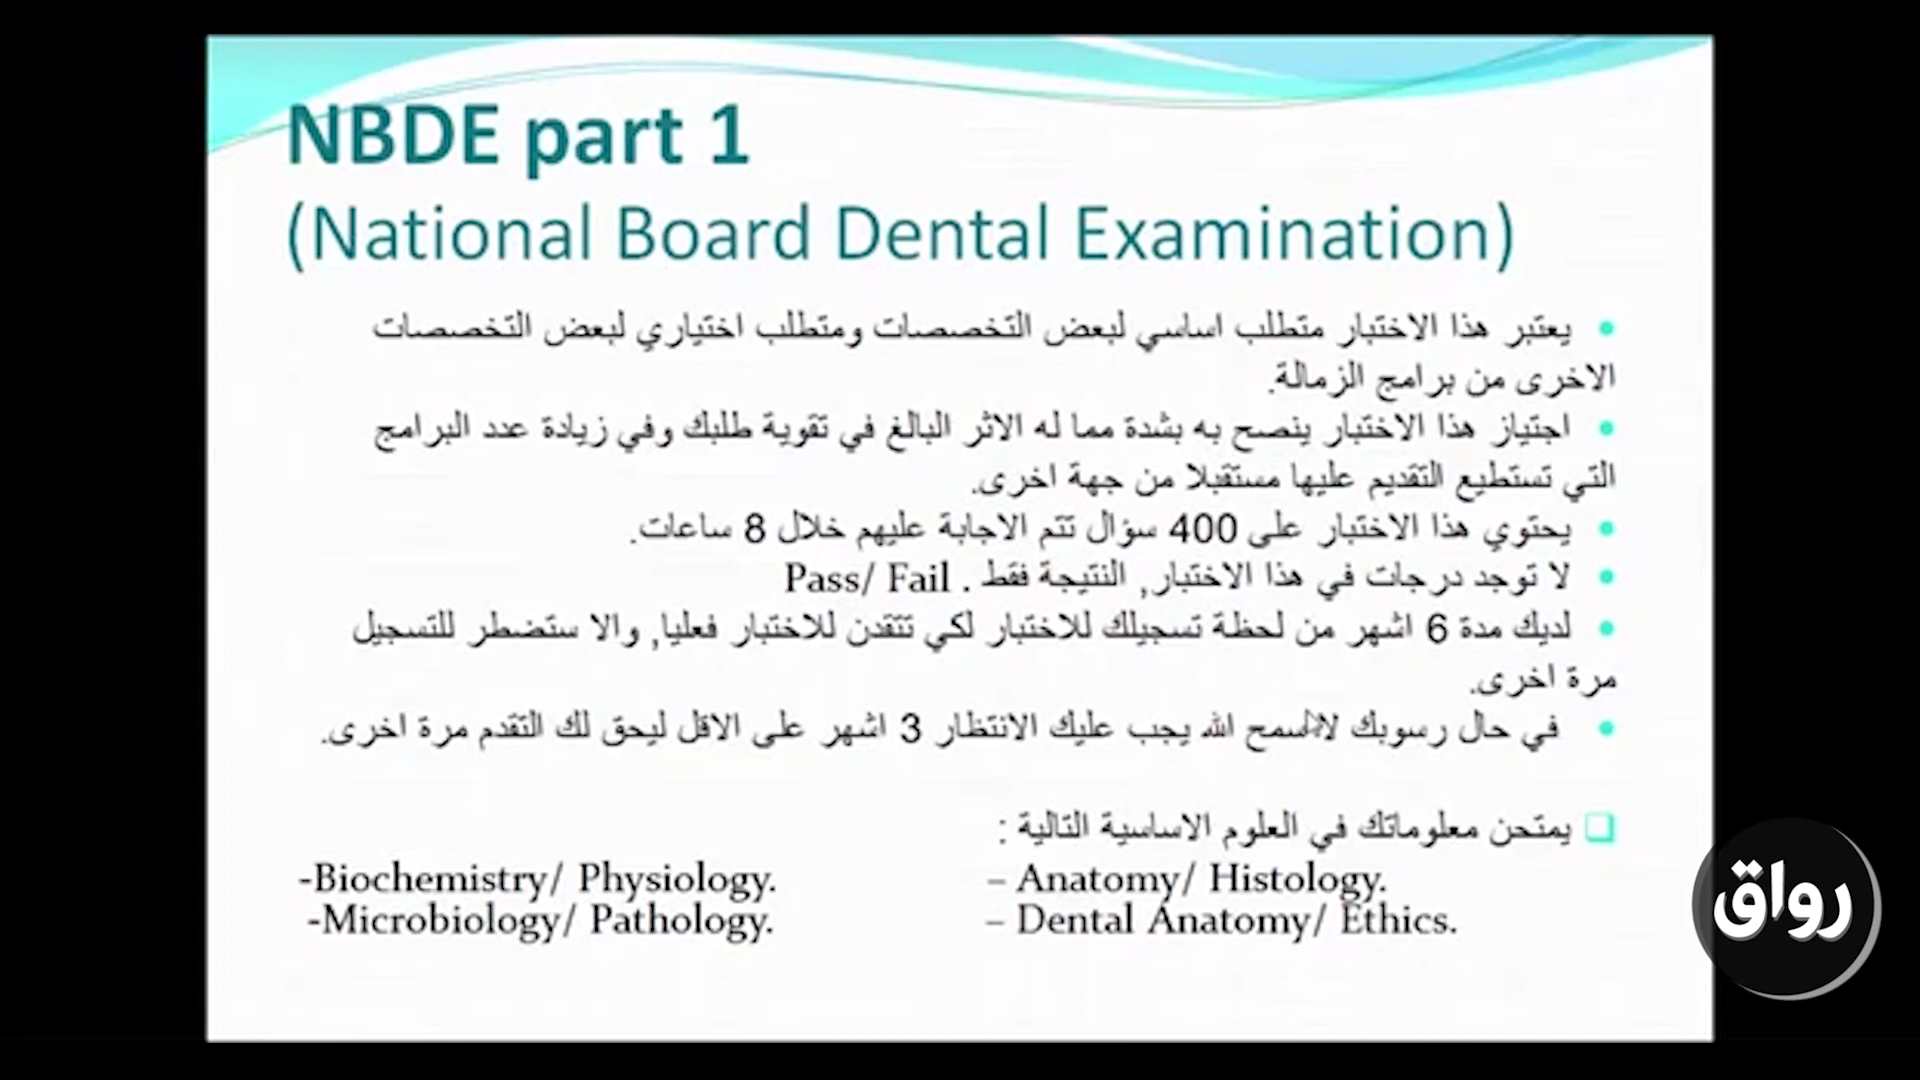 NBDE part 1
(National Board Dental Examination)
يعتبر هذا الاختبار متطلب اساسي لبعض التخصصات ومتطلب اختياري لبعض التخصصات
الاخرى من برامج الزمالة.
اجتياز هذا الاختبار ينصح به بشدة مما له الاثر البالغ في تقوية طلبك وفي زيادة عدد البرامج
التي تستطيع التقديم عليها مستقبلا من جهة اخرى.
يحتوي هذا الاختبار على 400 سؤال تتم الاجابة عليهم خلال 8 ساعات.
لا توجد درجات في هذا الاختبار, النتيجة فقط . Pass/ Fail
لديك مدة 6 اشهر من لحظة تسجيلك للاختبار لكي تتقدن للاختبار فعليا, والا ستضطر للتسجيل
مرة اخرى.
في حال رسوبك لاسمح الله يجب عليك الانتظار 3 اشهر على الاقل ليحق لك التقدم مرة اخرى.
يمتحن معلوماتك في العلوم الاساسية التالية :
-Biochemistry/ Physiology. – Anatomy/ Histology.
-Microbiology/ Pathology. – Dental Anatomy/ Ethics.
رواق